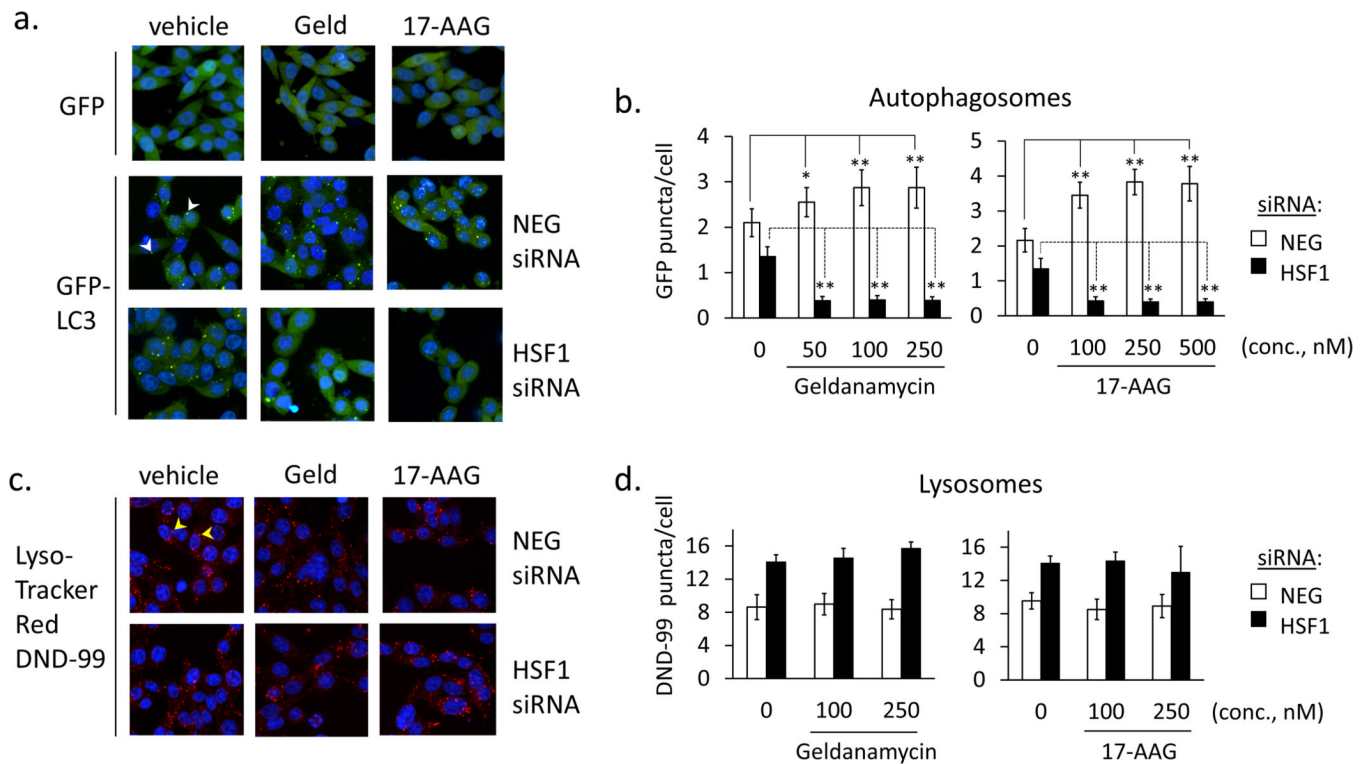 a.
vehicle Geld 17-AAG
GFP
GFP-
LC3
NEG
siRNA
HSF1
siRNA
b.
Autophagosomes
GFP puncta/cell
4
3
2
1
0
* ** **
** ** **
0 50 100 250
Geldanamycin
5
4
3
2
1
0
** ** **
** ** **
0 100 250 500 (conc., nM)
17-AAG
siRNA:
NEG
HSF1
c.
vehicle Geld 17-AAG
Lyso-
Tracker
Red
DND-99
NEG
siRNA
HSF1
siRNA
d.
Lysosomes
DND-99 puncta/cell
16
12
8
4
0
0 100 250
Geldanamycin
16
12
8
4
0
0 100 250 (conc., nM)
17-AAG
siRNA:
NEG
HSF1